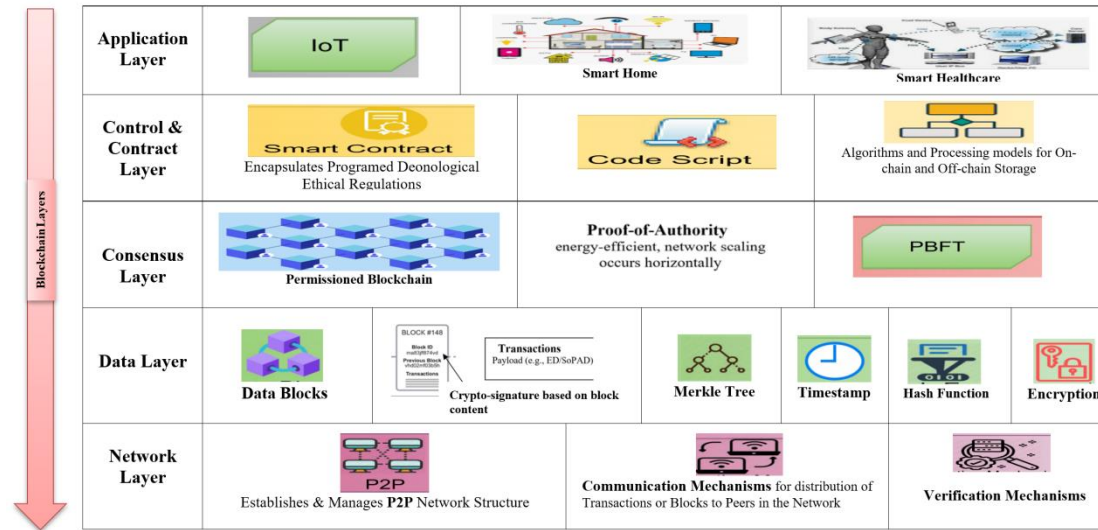 Blockchain Layers
Application
Layer
IoT
Smart Home
Smart Healthcare
Control &
Contract
Layer
Smart Contract
Encapsulates Programed Deonological
Ethical Regulations
Code Script
Algorithms and Processing models for On-
chain and Off-chain Storage
Consensus
Layer
Permissioned Blockchain
Proof-of-Authority
energy-efficient, network scaling
occurs horizontally
PBFT
Data Layer
Data Blocks
BLOCK #148
Block ID
Previous Block
Transactions
Crypto-signature based on block
content
Transactions
Payload (e.g., ED/SoPAD)
Merkle Tree
Timestamp
Hash Function
Encryption
Network
Layer
P2P
Establishes & Manages P2P Network Structure
Communication Mechanisms for distribution of
Transactions or Blocks to Peers in the Network
Verification Mechanisms